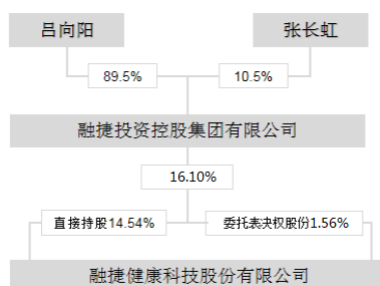 吕向阳
张长虹
89.5%
10.5%
融捷投资控股集团有限公司
16.10%
直接持股14.54%
委托表决权股份1.56%
融捷健康科技股份有限公司